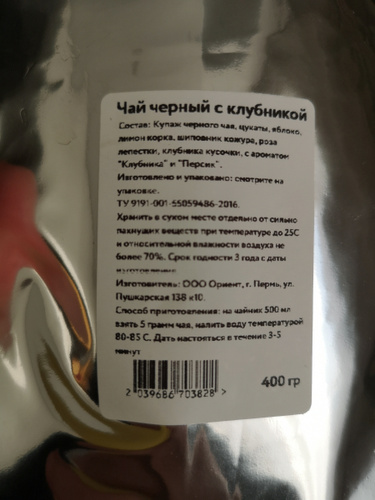 Чай черный с клубникой
Состав: Купаж черного чая, цукаты, яблоко,
лимон корка, шиповник кожура, роза
лепестки, клубника кусочки, с ароматом
"Клубника" и "Персик".
Изготовлено и упаковано: смотрите на
упаковке.
ТУ 9191-001-55059486-2016.
Хранить в сухом месте отдельно от сильно
пахнущих веществ при температуре до 25С
и относительной влажности воздуха не
более 70%. Срок годности 3 года с даты
изготовления
Изготовитель: ООО Ориент, г. Пермь, ул.
Пушкарская 138 к10.
Способ приготовления: на чайник 500 мл
взять 5 грамм чая, налить воду температурой
80-85 С. Дать настояться в течение 3-5
минут
400 гр
2 039686 703828 >